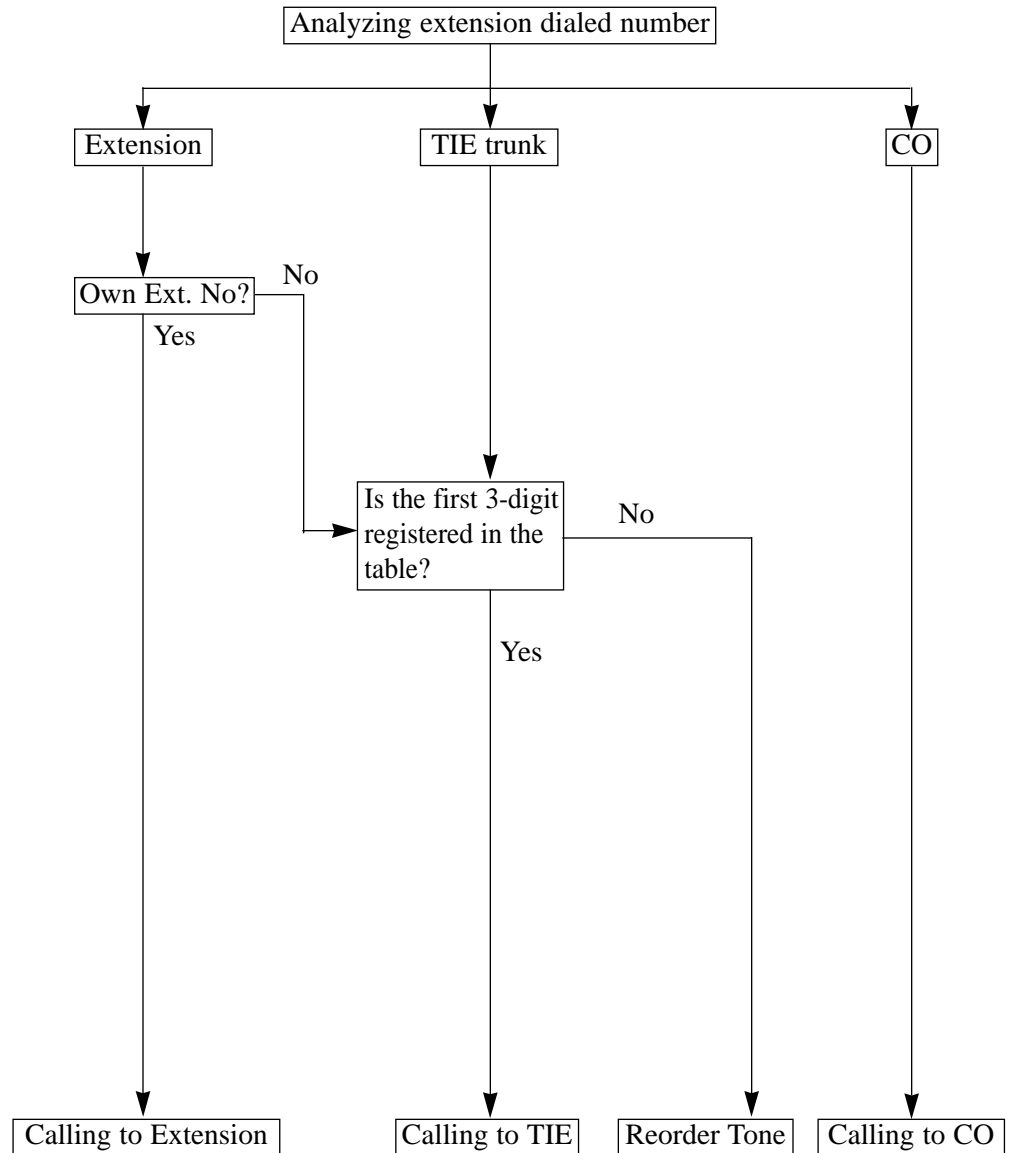 Analyzing extension dialed number
Extension
TIE trunk
CO
Own Ext. No?
No
Yes
Is the first 3-digit
registered in the
table?
No
Yes
Calling to Extension
Calling to TIE
Reorder Tone
Calling to CO